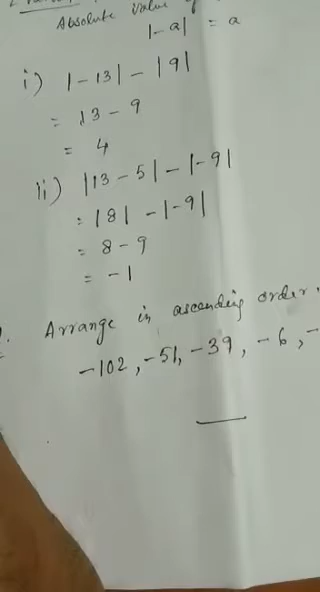 Absolute value
|-a| = a
i) |-13| - |9|
= 13 - 9
= 4
ii) |13 - 5| - |-9|
= |8| - |-9|
= 8 - 9
= -1
Arrange in ascending order.
-102, -51, -39, -6, -